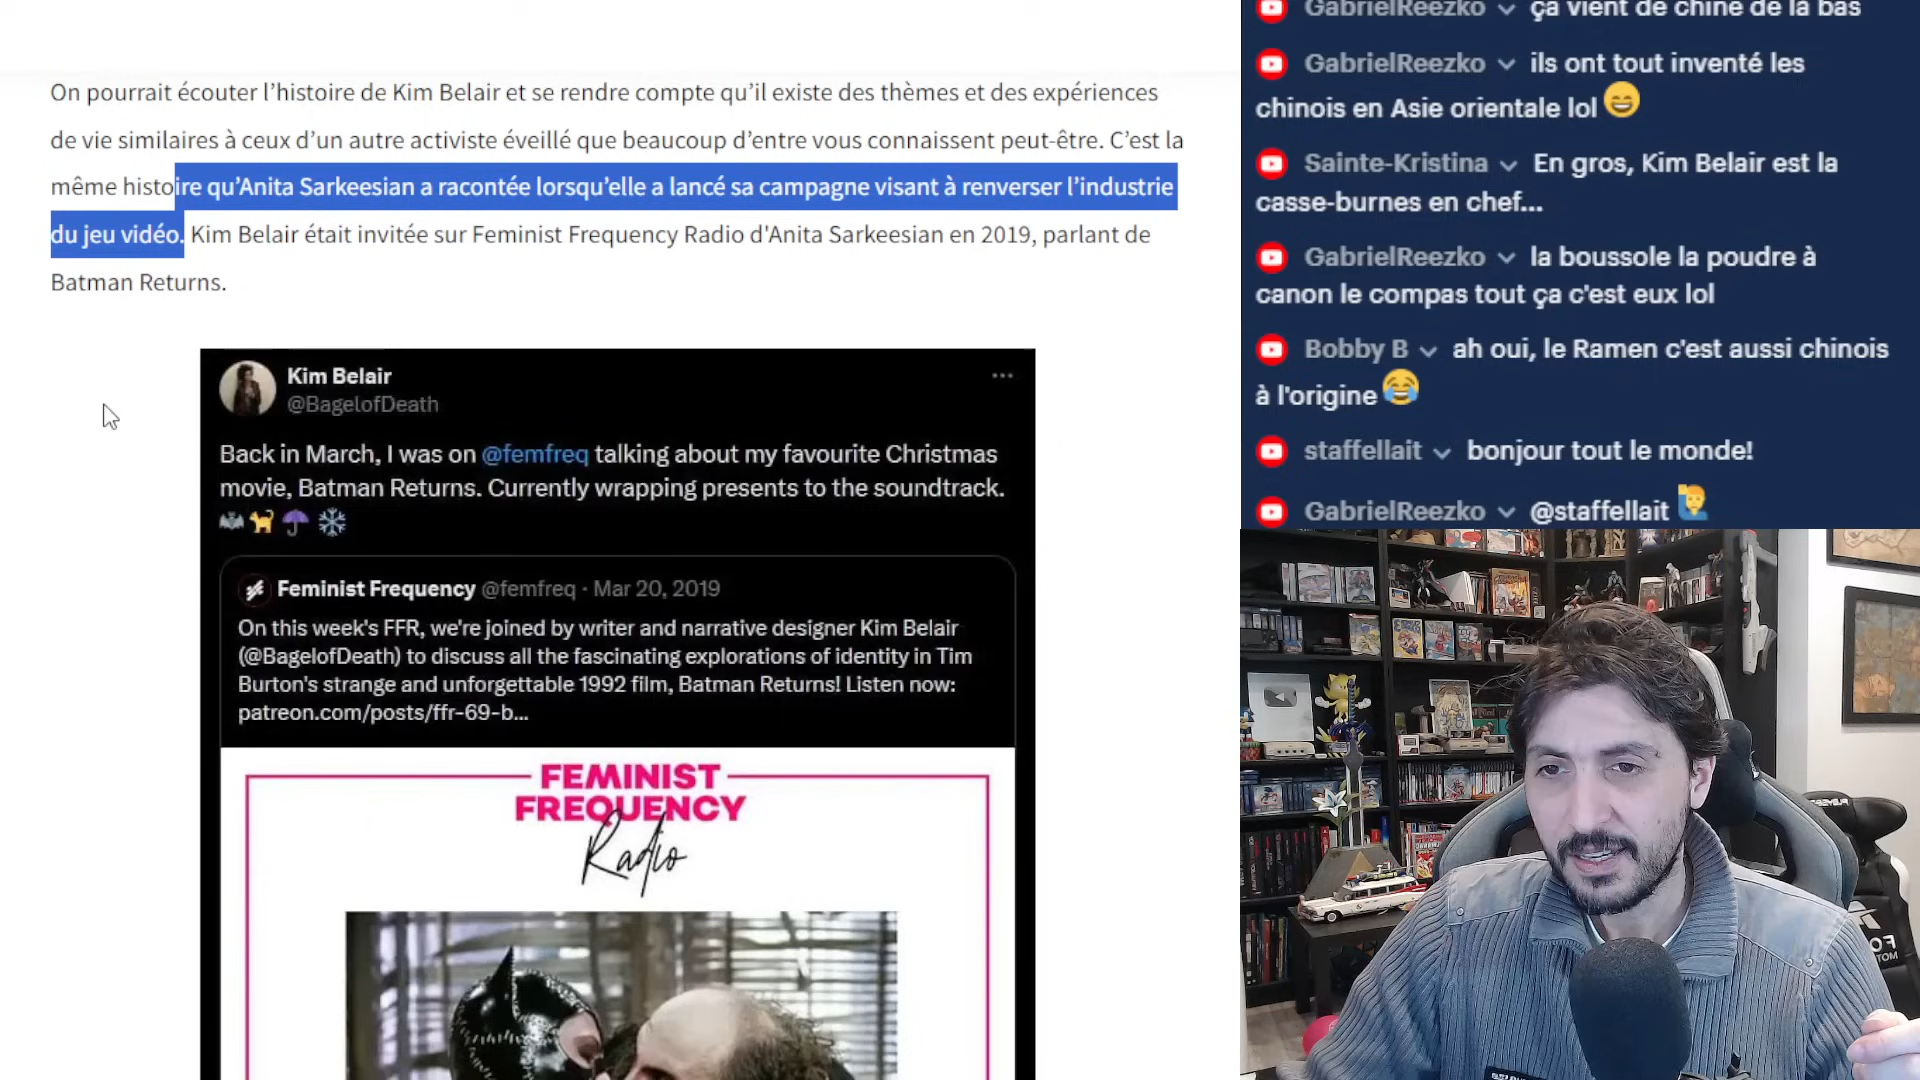 On pourrait écouter l’histoire de Kim Belair et se rendre compte qu’il existe des thèmes et des expériences
de vie similaires à ceux d’un autre activiste éveillé que beaucoup d’entre vous connaissent peut-être. C’est la
même histoire qu’Anita Sarkeesian a racontée lorsqu’elle a lancé sa campagne visant à renverser l’industrie
du jeu vidéo. Kim Belair était invitée sur Feminist Frequency Radio d'Anita Sarkeesian en 2019, parlant de
Batman Returns.
Kim Belair
@BagelofDeath
Back in March, I was on @femfreq talking about my favourite Christmas
movie, Batman Returns. Currently wrapping presents to the soundtrack.
🦇🐈☂️❄️
Feminist Frequency @femfreq · Mar 20, 2019
On this week's FFR, we're joined by writer and narrative designer Kim Belair
(@BagelofDeath) to discuss all the fascinating explorations of identity in Tim
Burton's strange and unforgettable 1992 film, Batman Returns! Listen now:
patreon.com/posts/ffr-69-b...
FEMINIST
FREQUENCY
Radio
GabrielReezko ça vient de chine de la bas
GabrielReezko ils ont tout inventé les
chinois en Asie orientale lol 😄
Sainte-Kristina En gros, Kim Belair est la
casse-burnes en chef...
GabrielReezko la boussole la poudre à
canon le compas tout ça c'est eux lol
Bobby B ah oui, le Ramen c'est aussi chinois
à l'origine 😂
staffellait bonjour tout le monde!
GabrielReezko @staffellait 🙋‍♂️